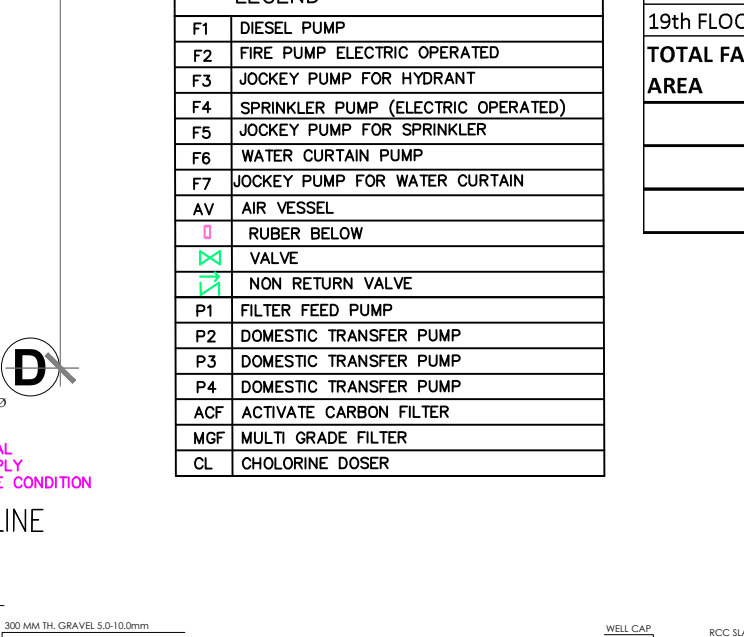 LEGEND
F1 DIESEL PUMP
F2 FIRE PUMP ELECTRIC OPERATED
F3 JOCKEY PUMP FOR HYDRANT
F4 SPRINKLER PUMP (ELECTRIC OPERATED)
F5 JOCKEY PUMP FOR SPRINKLER
F6 WATER CURTAIN PUMP
F7 JOCKEY PUMP FOR WATER CURTAIN
AV AIR VESSEL
RUBER BELOW
VALVE
NON RETURN VALVE
P1 FILTER FEED PUMP
P2 DOMESTIC TRANSFER PUMP
P3 DOMESTIC TRANSFER PUMP
P4 DOMESTIC TRANSFER PUMP
ACF ACTIVATE CARBON FILTER
MGF MULTI GRADE FILTER
CL CHOLORINE DOSER
19th FLOO
TOTAL FA
AREA
D
Ø
AL
PLY
E CONDITION
LINE
300 MM TH. GRAVEL 5.0-10.0mm
WELL CAP
RCC SLA